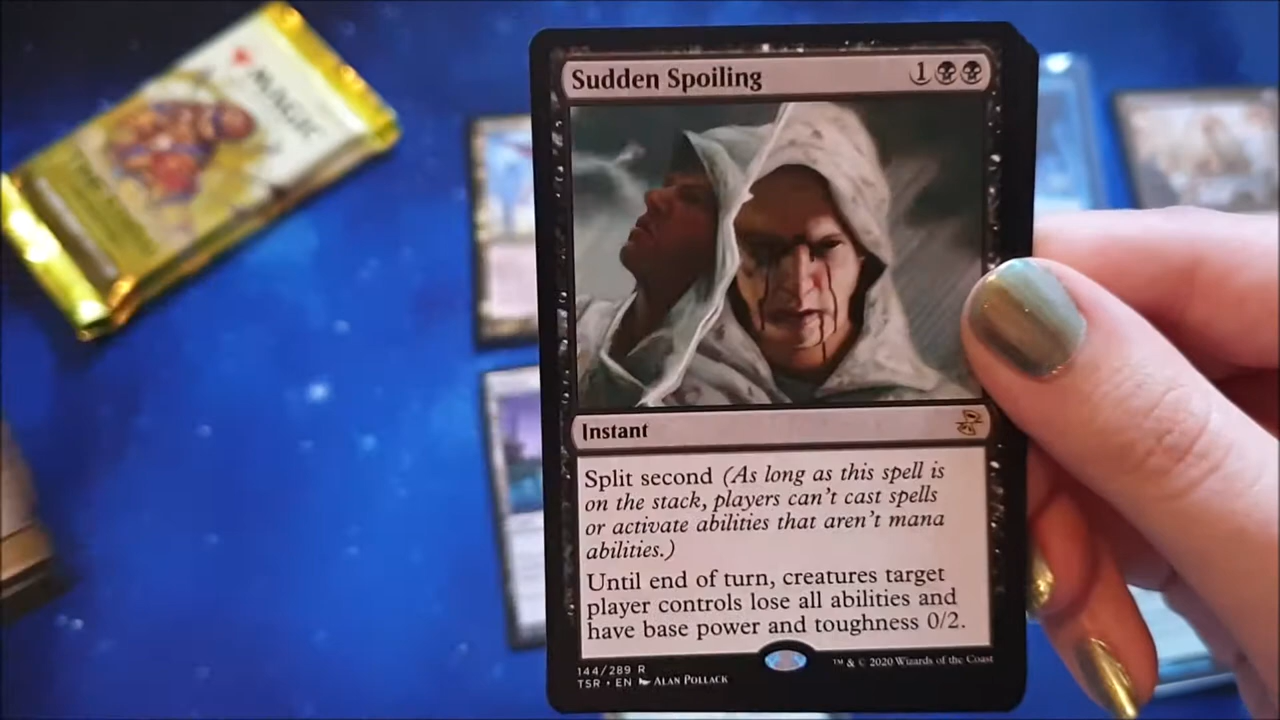 MAGIC
Sudden Spoiling 1
Instant
Split second (As long as this spell is
on the stack, players can't cast spells
or activate abilities that aren't mana
abilities.)
Until end of turn, creatures target
player controls lose all abilities and
have base power and toughness 0/2.
144/289 R
TSR • EN ALAN POLLACK
™ & © 2020 Wizards of the Coast